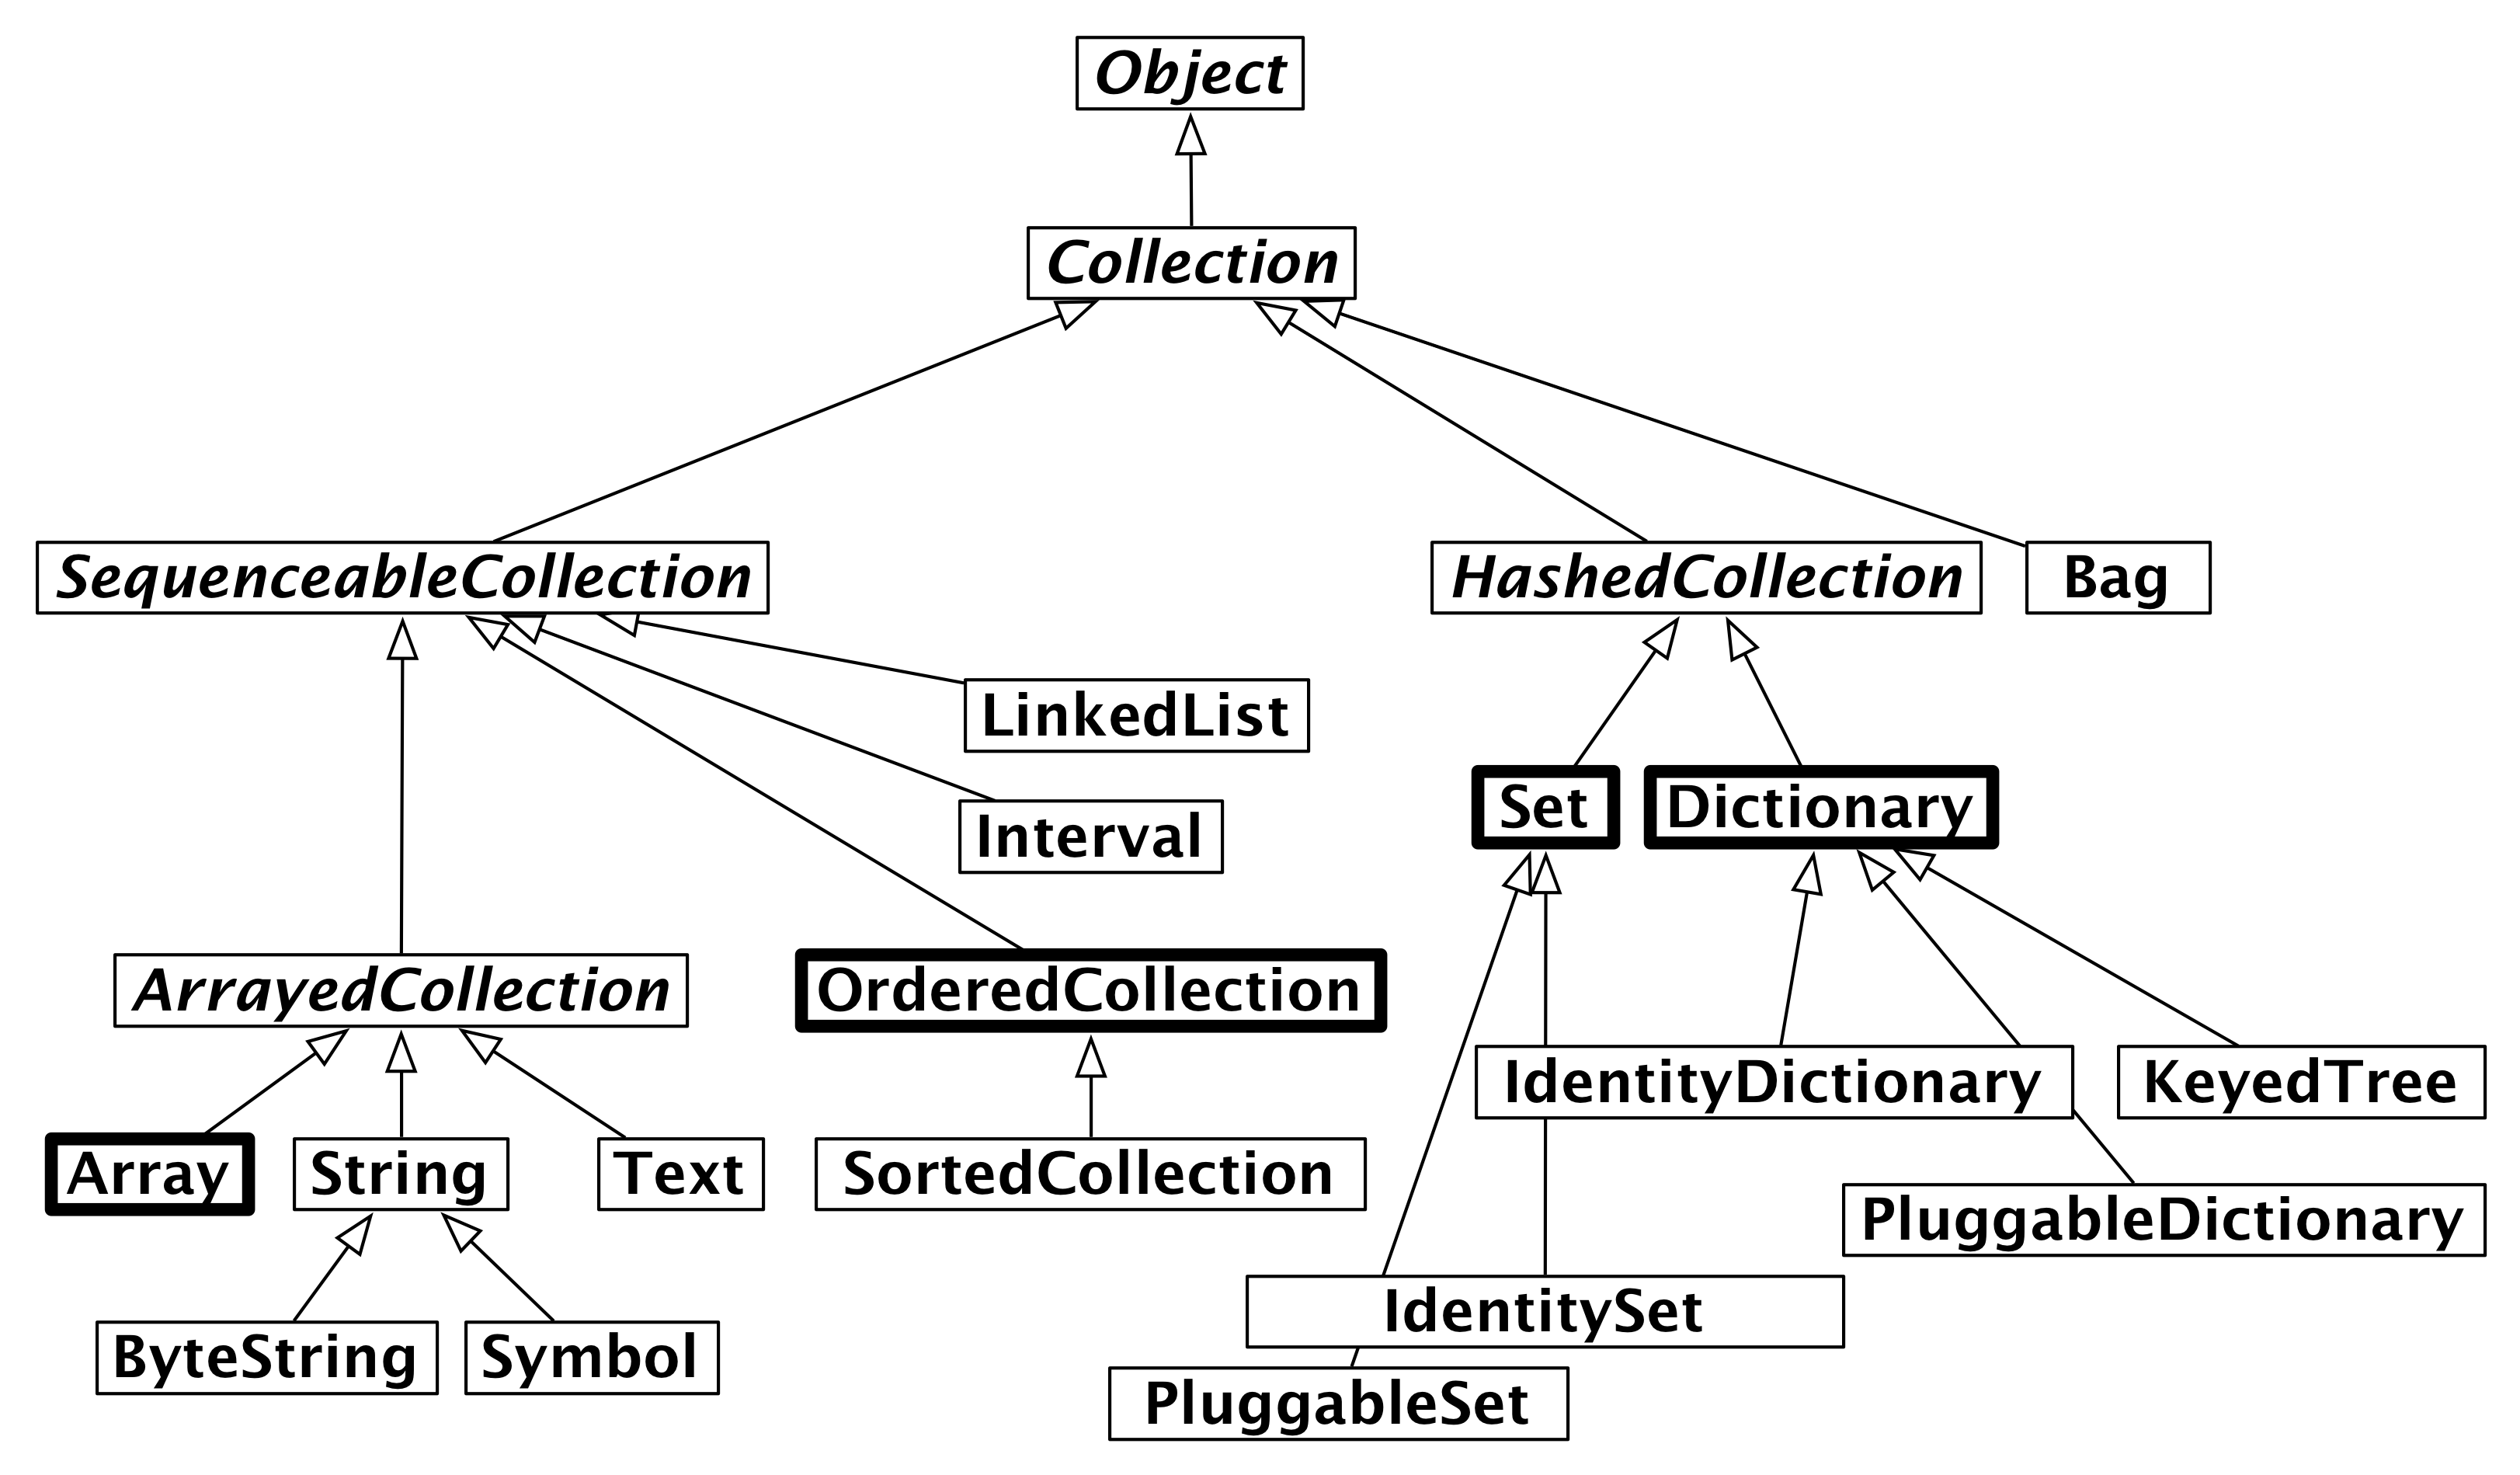 Object
Collection
SequenceableCollection
HashedCollection
Bag
LinkedList
Interval
Set
Dictionary
ArrayedCollection
OrderedCollection
IdentityDictionary
KeyedTree
Array
String
Text
SortedCollection
PluggableDictionary
IdentitySet
ByteString
Symbol
PluggableSet